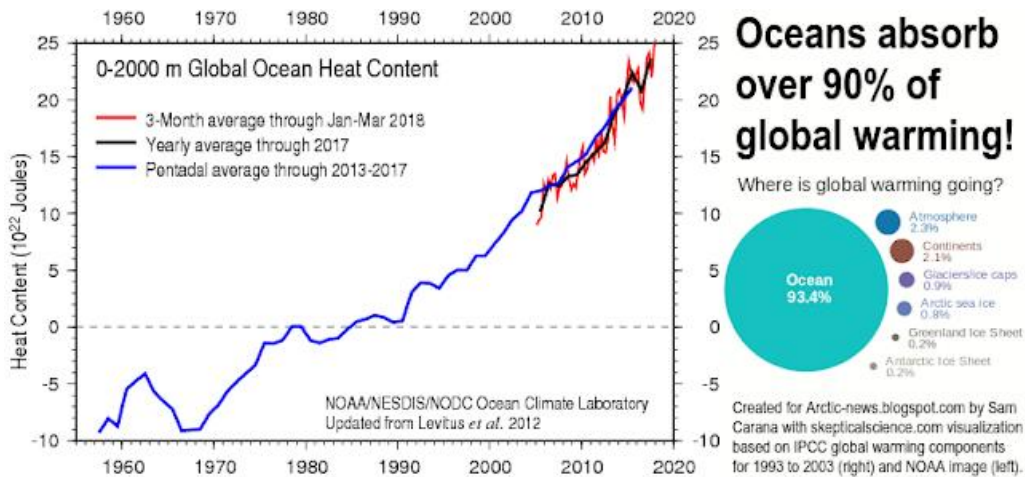 1960 1970 1980 1990 2000 2010 2020
25
20
15
10
5
0
-5
-10
Heat Content (10²² Joules)
0-2000 m Global Ocean Heat Content
3-Month average through Jan-Mar 2018
Yearly average through 2017
Pentadal average through 2013-2017
NOAA/NESDIS/NODC Ocean Climate Laboratory
Updated from Levitus et al. 2012
25
20
15
10
5
0
-5
-10
1960 1970 1980 1990 2000 2010 2020
Oceans absorb
over 90% of
global warming!
Where is global warming going?
Ocean
93.4%
Atmosphere
2.3%
Continents
2.1%
Glaciers/ice caps
0.9%
Arctic sea Ice
0.8%
Greenland Ice Sheet
0.2%
Antarctic Ice Sheet
0.2%
Created for Arctic-news.blogspot.com by Sam
Carana with skepticalscience.com visualization
based on IPCC global warming components
for 1993 to 2003 (right) and NOAA image (left).